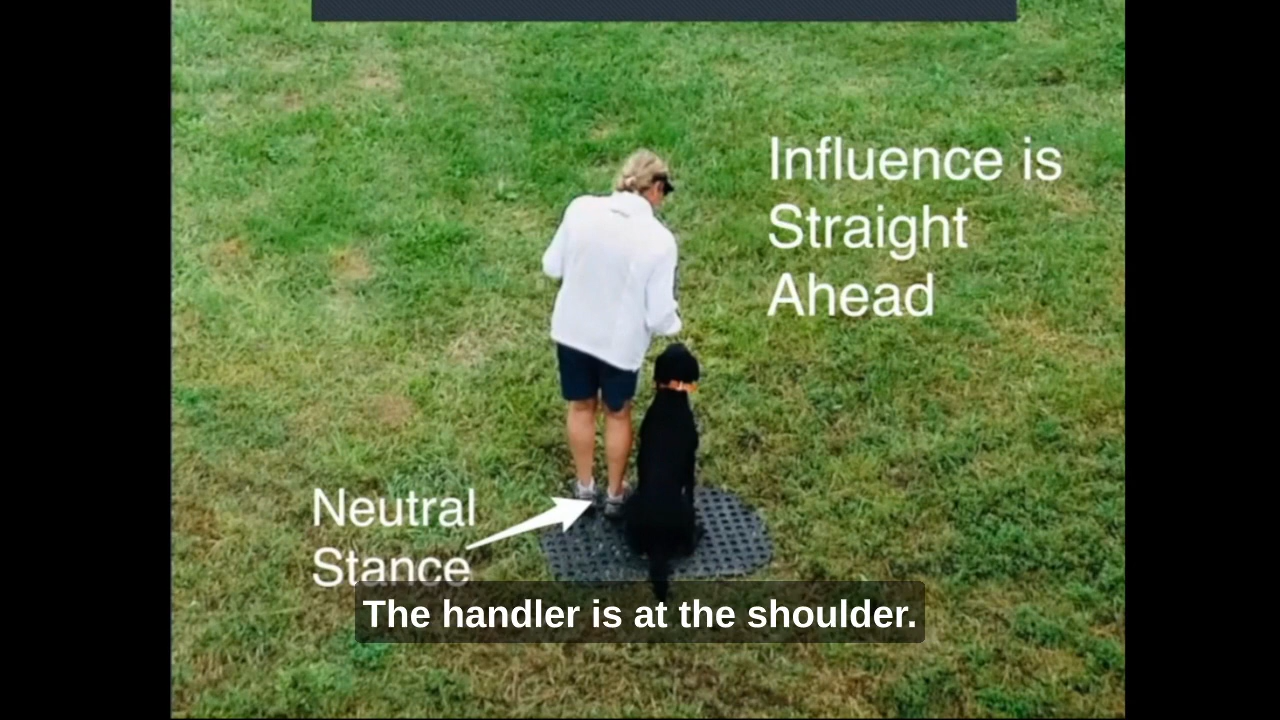 Influence is
Straight
Ahead
Neutral
Stance
The handler is at the shoulder.